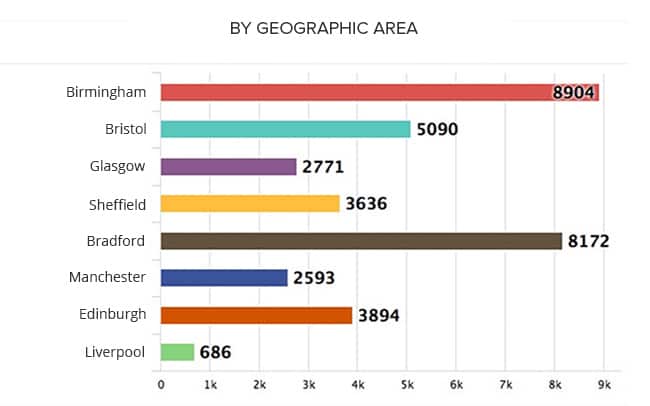 BY GEOGRAPHIC AREA
Birmingham 8904
Bristol 5090
Glasgow 2771
Sheffield 3636
Bradford 8172
Manchester 2593
Edinburgh 3894
Liverpool 686
0 1k 2k 3k 4k 5k 6k 7k 8k 9k